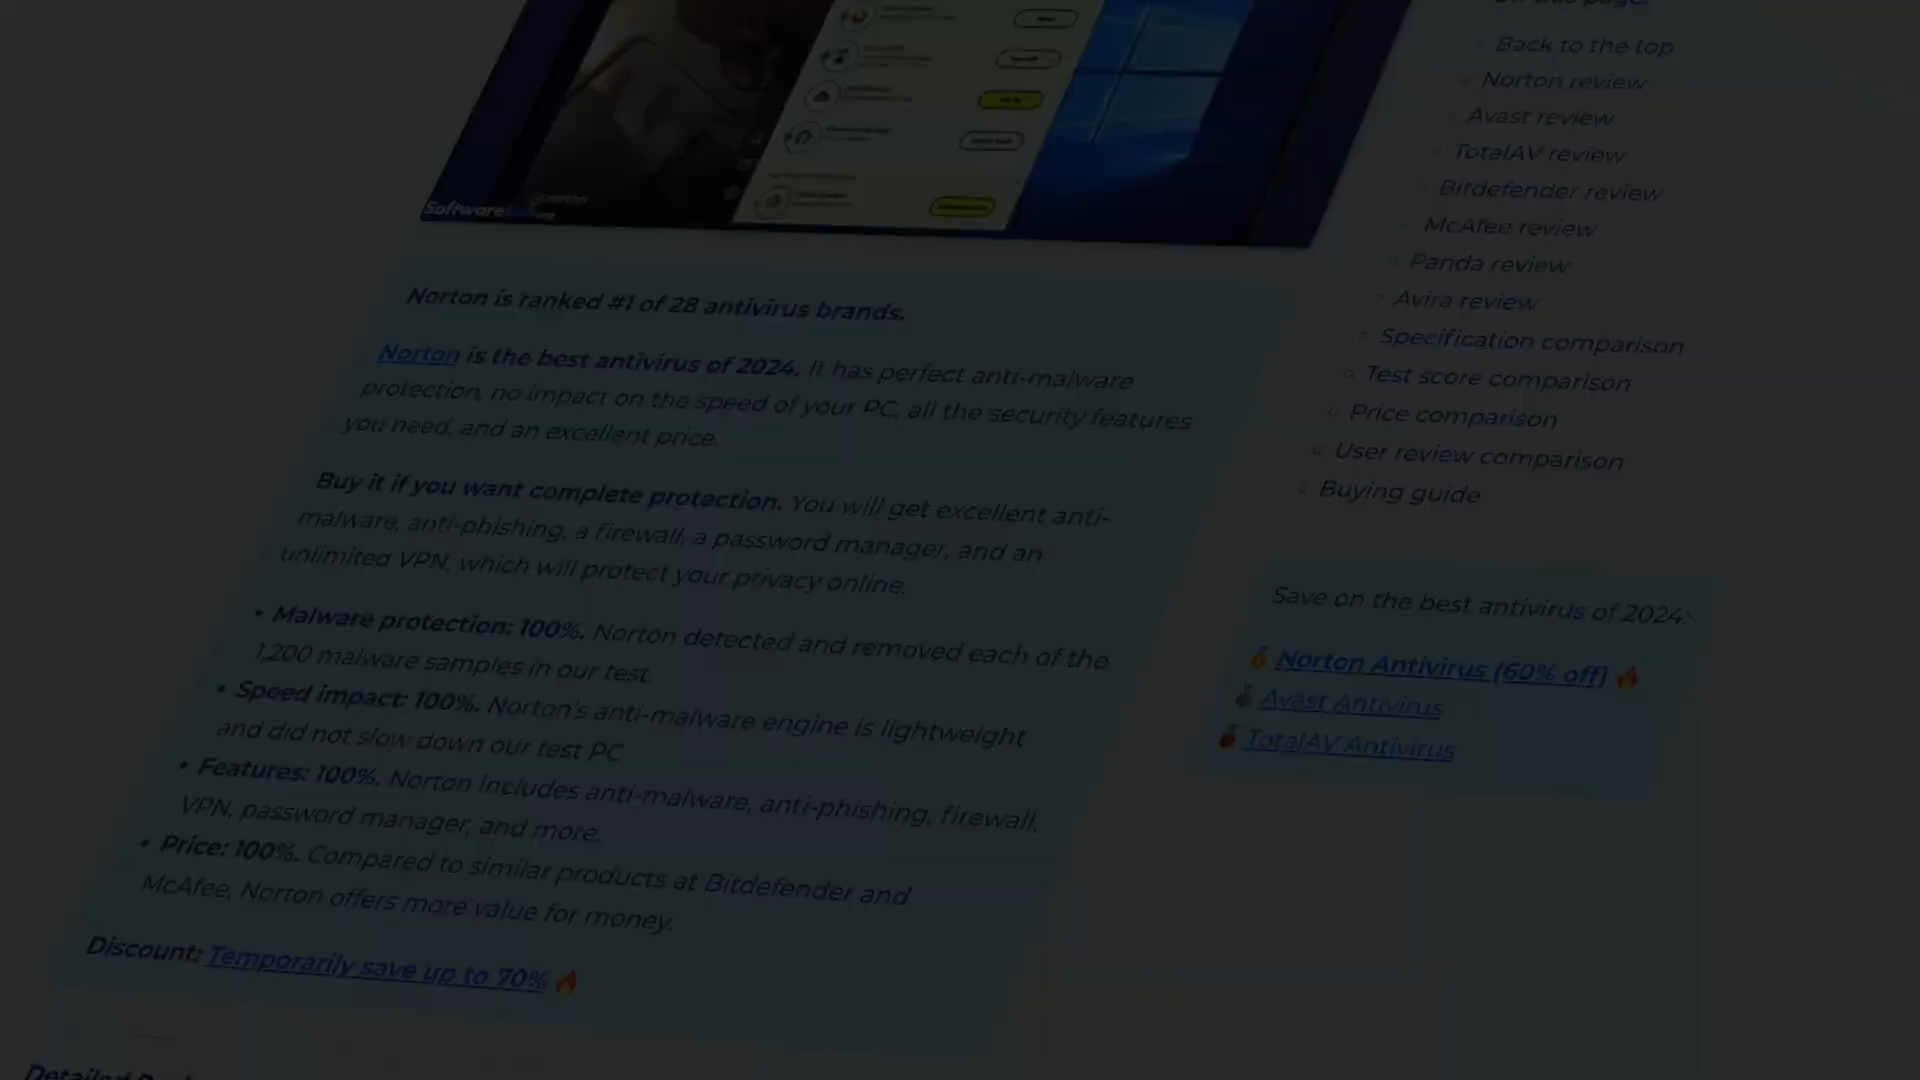 On this page:
Back to the top
Norton review
Avast review
TotalAV review
Bitdefender review
McAfee review
Panda review
Avira review
Specification comparison
Test score comparison
Price comparison
User review comparison
Buying guide
Software
Norton is ranked #1 of 28 antivirus brands.
Norton is the best antivirus of 2024. It has perfect anti-malware
protection, no impact on the speed of your PC, all the security features
you need, and an excellent price.
Buy it if you want complete protection. You will get excellent anti-
malware, anti-phishing, a firewall, a password manager, and an
unlimited VPN, which will protect your privacy online.
• Malware protection: 100%. Norton detected and removed each of the
1,200 malware samples in our test.
• Speed impact: 100%. Norton's anti-malware engine is lightweight
and did not slow down our test PC.
• Features: 100%. Norton includes anti-malware, anti-phishing, firewall,
VPN, password manager, and more.
• Price: 100%. Compared to similar products at Bitdefender and
McAfee, Norton offers more value for money.
Discount: Temporarily save up to 70% 🔥
Save on the best antivirus of 2024:
🥇 Norton Antivirus (60% off) 🔥
🥈 Avast Antivirus
🥉 TotalAV Antivirus
Detailed